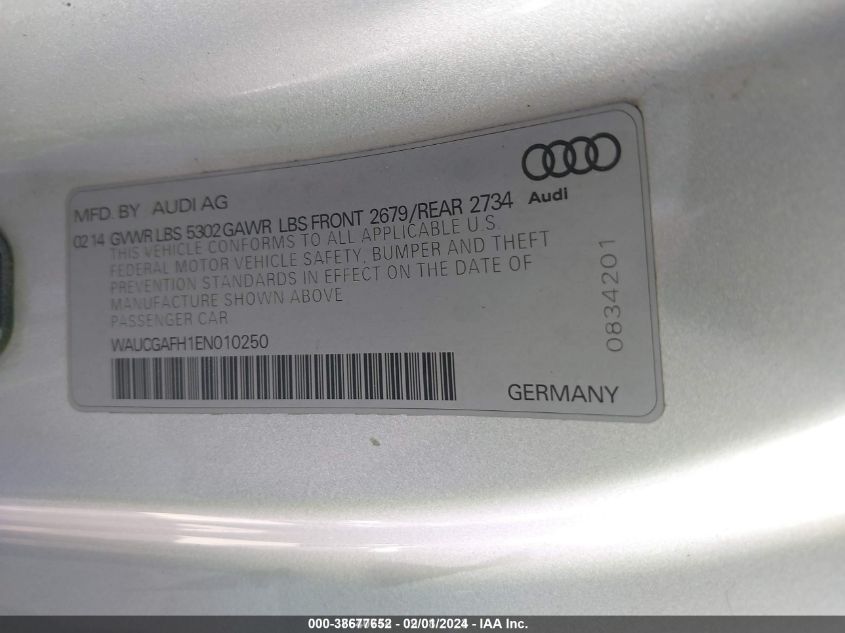 Audi
MFD. BY AUDI AG
02 14 GVWR LBS 5302 GAWR LBS FRONT 2679/REAR 2734
THIS VEHICLE CONFORMS TO ALL APPLICABLE U.S.
FEDERAL MOTOR VEHICLE SAFETY, BUMPER AND THEFT
PREVENTION STANDARDS IN EFFECT ON THE DATE OF
MANUFACTURE SHOWN ABOVE
PASSENGER CAR
WAUCGAFH1EN010250
0834201
GERMANY
000-38677652 - 02/01/2024 - IAA Inc.